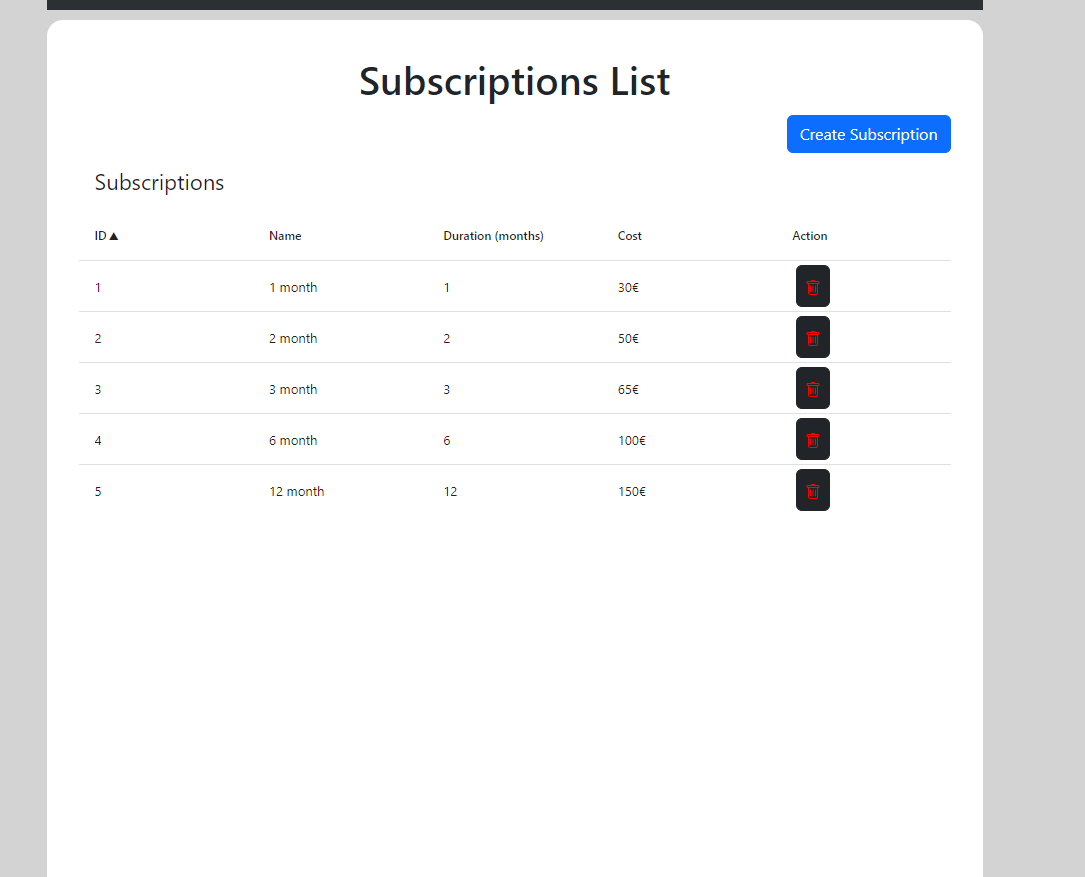 Subscriptions List
Create Subscription
Subscriptions
ID▲ Name Duration (months) Cost Action
1 1 month 1 30€
2 2 month 2 50€
3 3 month 3 65€
4 6 month 6 100€
5 12 month 12 150€